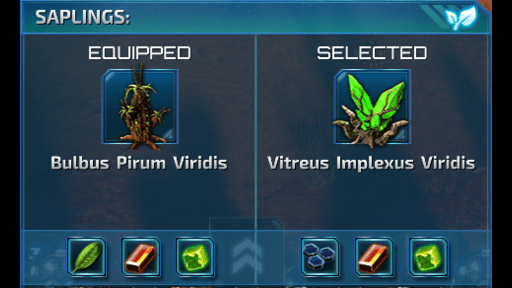 SAPLINGS:
EQUIPPED
SELECTED
Bulbus Pirum Viridis
Vitreus Implexus Viridis